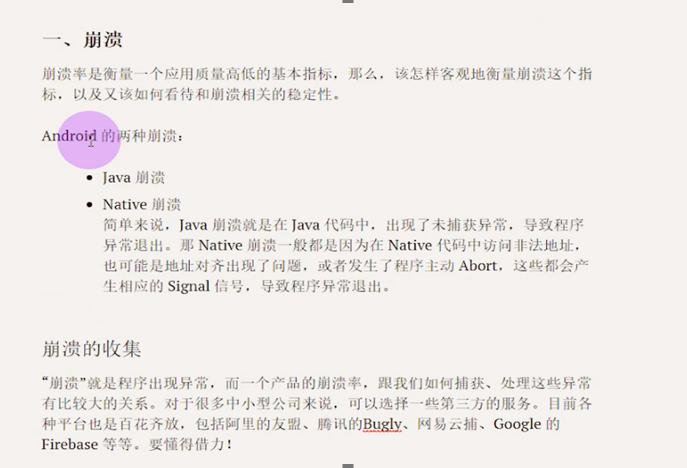 一、崩溃
崩溃率是衡量一个应用质量高低的基本指标，那么，该怎样客观地衡量崩溃这个指
标，以及又该如何看待和崩溃相关的稳定性。
Android 的两种崩溃：
• Java 崩溃
• Native 崩溃
简单来说，Java 崩溃就是在 Java 代码中，出现了未捕获异常，导致程序
异常退出。那 Native 崩溃一般都是因为在 Native 代码中访问非法地址，
也可能是地址对齐出现了问题，或者发生了程序主动 Abort，这些都会产
生相应的 Signal 信号，导致程序异常退出。
崩溃的收集
“崩溃”就是程序出现异常，而一个产品的崩溃率，跟我们如何捕获、处理这些异常
有比较大的关系。对于很多中小型公司来说，可以选择一些第三方的服务。目前各
种平台也是百花齐放，包括阿里的友盟、腾讯的Bugly、网易云捕、Google 的
Firebase 等等。要懂得借力！